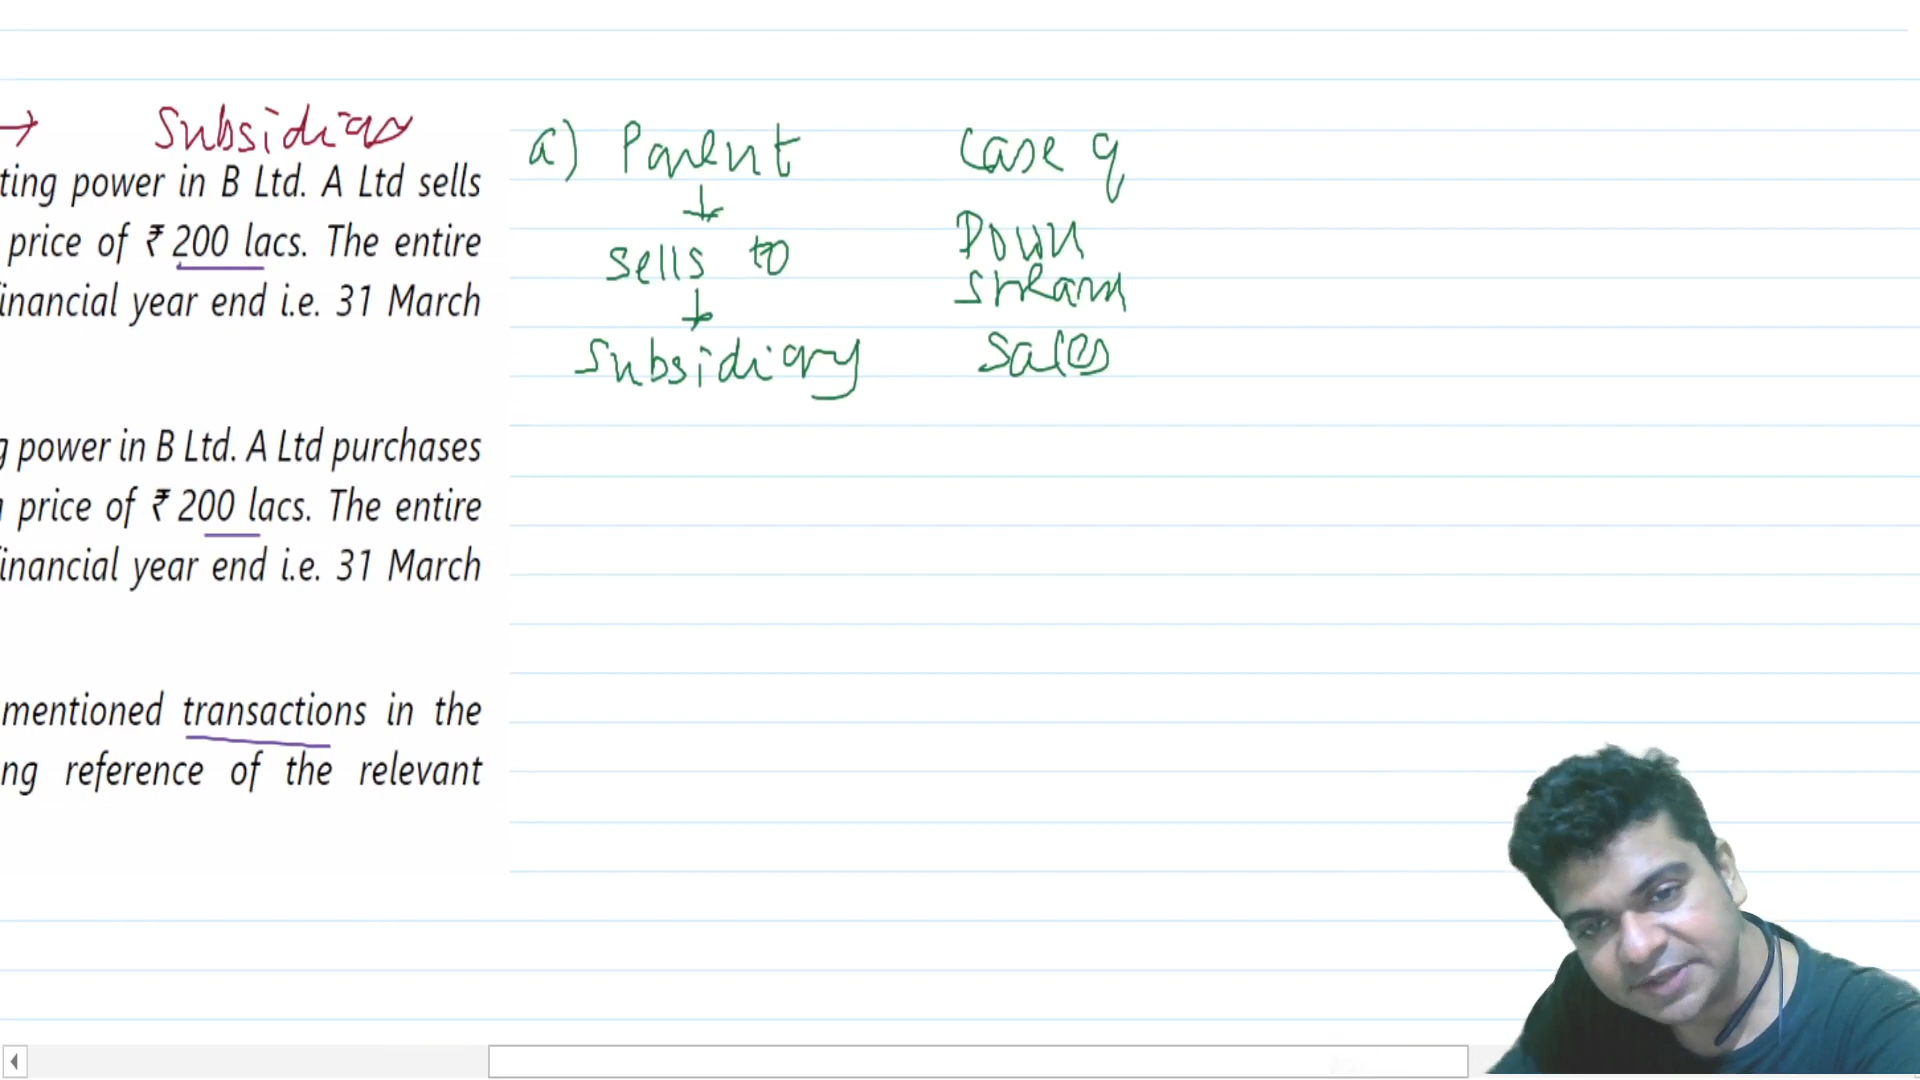 → Subsidiary
ting power in B Ltd. A Ltd sells
price of ₹ 200 lacs. The entire
inancial year end i.e. 31 March
g power in B Ltd. A Ltd purchases
price of ₹ 200 lacs. The entire
inancial year end i.e. 31 March
mentioned transactions in the
ng reference of the relevant
a) Parent
↓
sells to
↓
Subsidiary
Case of
Down
Stream
Sales